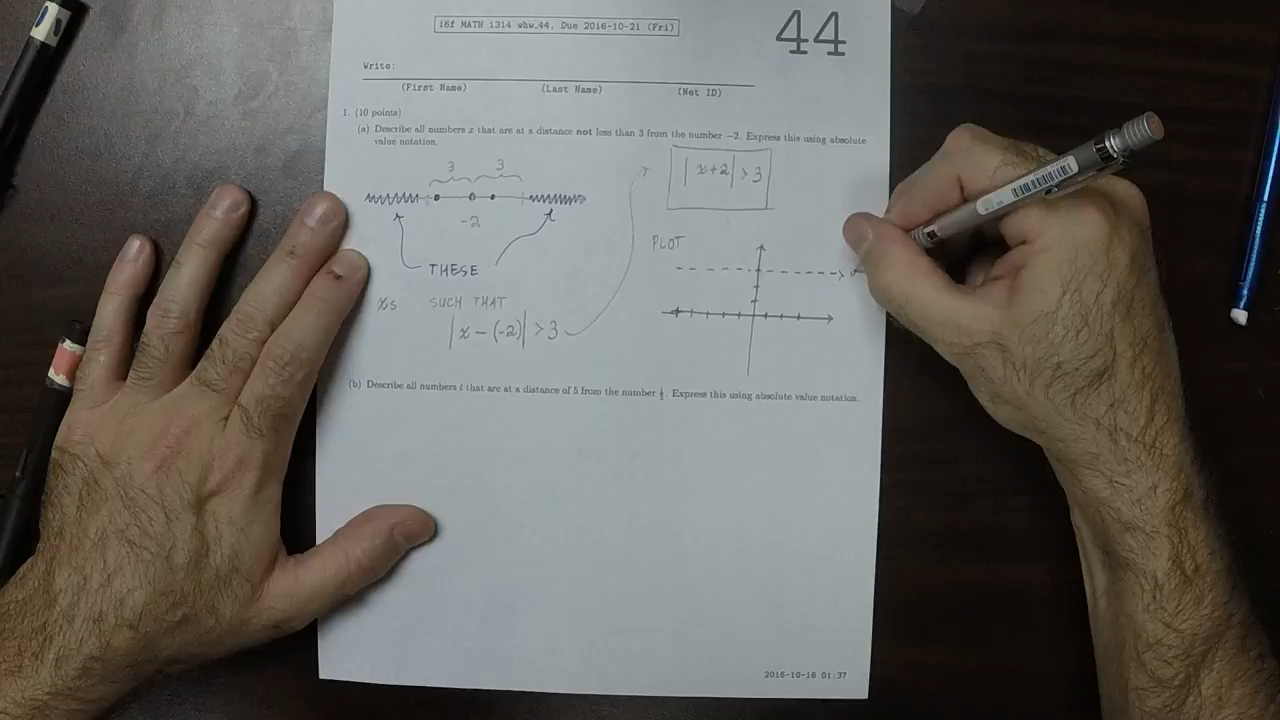 16f MATH 1314 wbw.44, Due 2016-10-21 (Fri)
44
Write:
(First Name) (Last Name) (Net ID)
1. (10 points)
(a) Describe all numbers x that are at a distance not less than 3 from the number −2. Express this using absolute
value notation.
3 3
-2
THESE
xs SUCH THAT
|x-(-2)| >3
|x+2| >3
PLOT
(b) Describe all numbers t that are at a distance of 5 from the number ½. Express this using absolute value notation.
2016-10-16 01:37